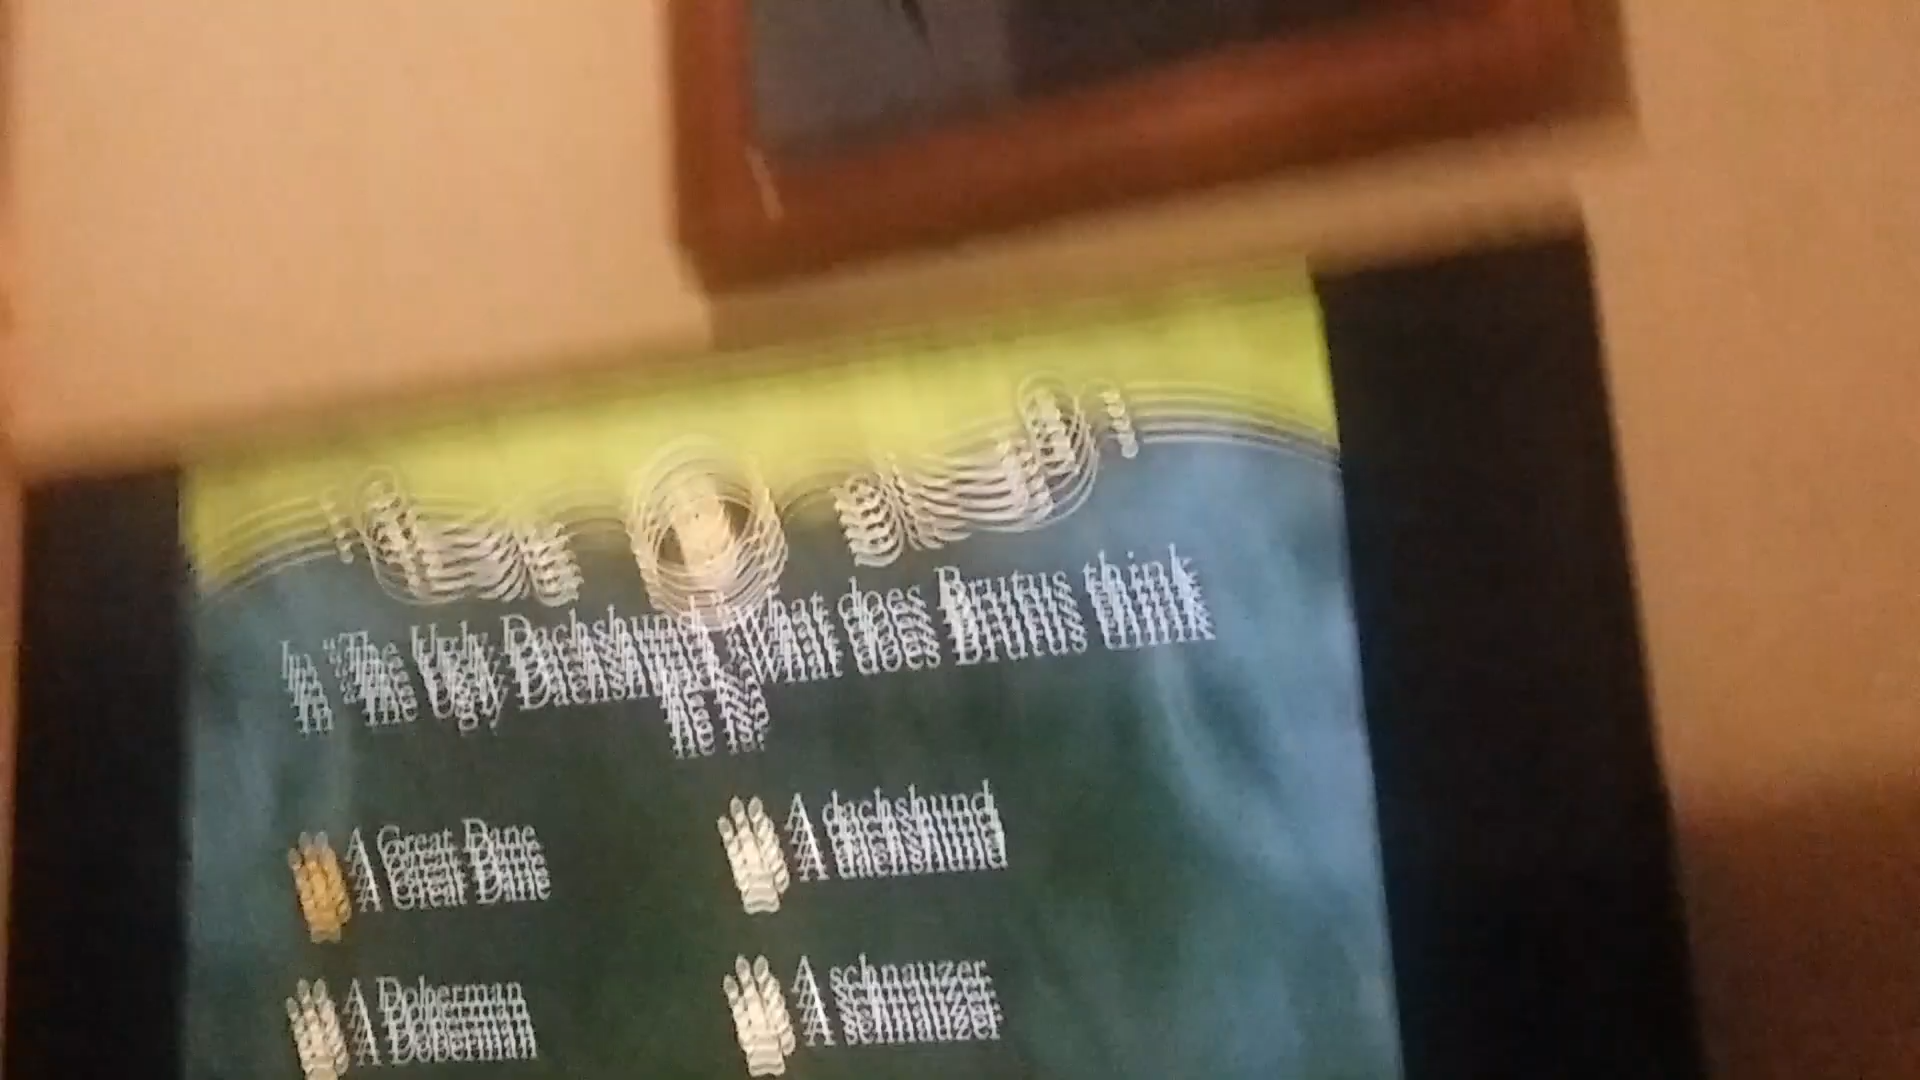 In "The Ugly Dachshund," What does Brutus think
he is?
A Great Dane
A dachshund
A Doberman
A schnauzer